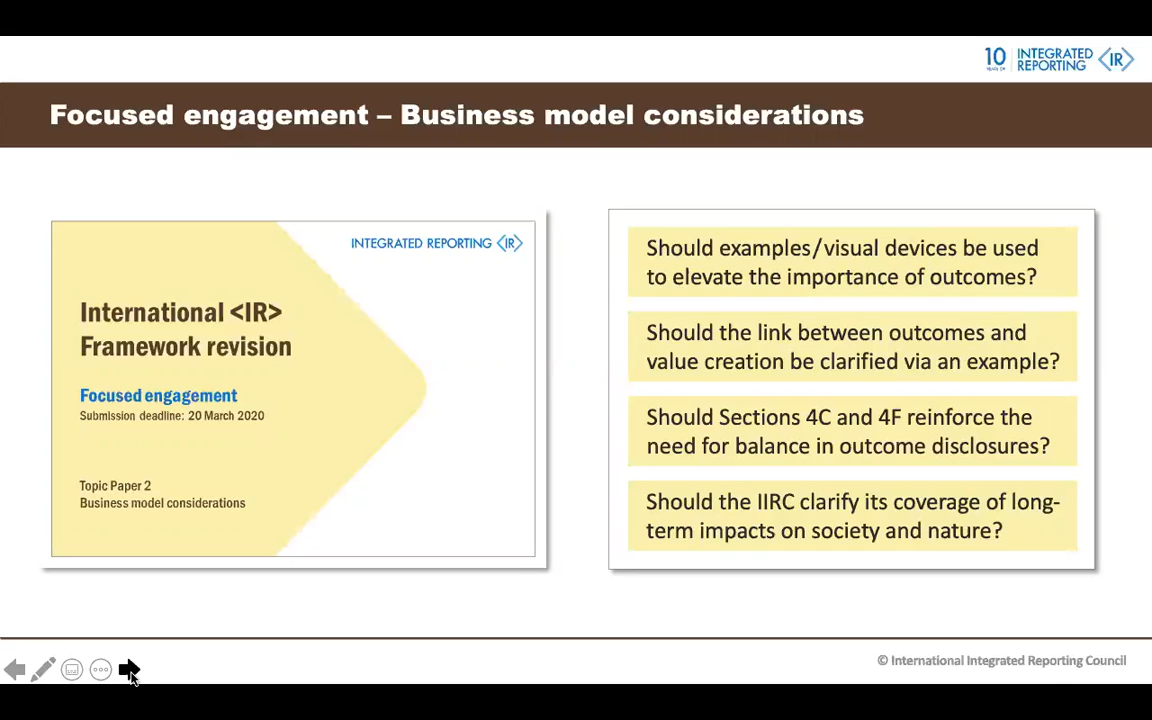 10 INTEGRATED
YEARS OF REPORTING <IR>
Focused engagement – Business model considerations
INTEGRATED REPORTING <IR>
International <IR>
Framework revision
Focused engagement
Submission deadline: 20 March 2020
Topic Paper 2
Business model considerations
Should examples/visual devices be used
to elevate the importance of outcomes?
Should the link between outcomes and
value creation be clarified via an example?
Should Sections 4C and 4F reinforce the
need for balance in outcome disclosures?
Should the IIRC clarify its coverage of long-
term impacts on society and nature?
© International Integrated Reporting Council